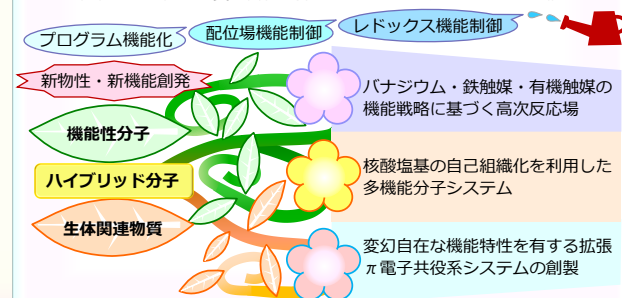 プログラム機能化
配位場機能制御
レドックス機能制御
新物性・新機能創発
機能性分子
ハイブリッド分子
生体関連物質
バナジウム・鉄触媒・有機触媒の
機能戦略に基づく高次反応場
核酸塩基の自己組織化を利用した
多機能分子システム
変幻自在な機能特性を有する拡張
π電子共役系システムの創製